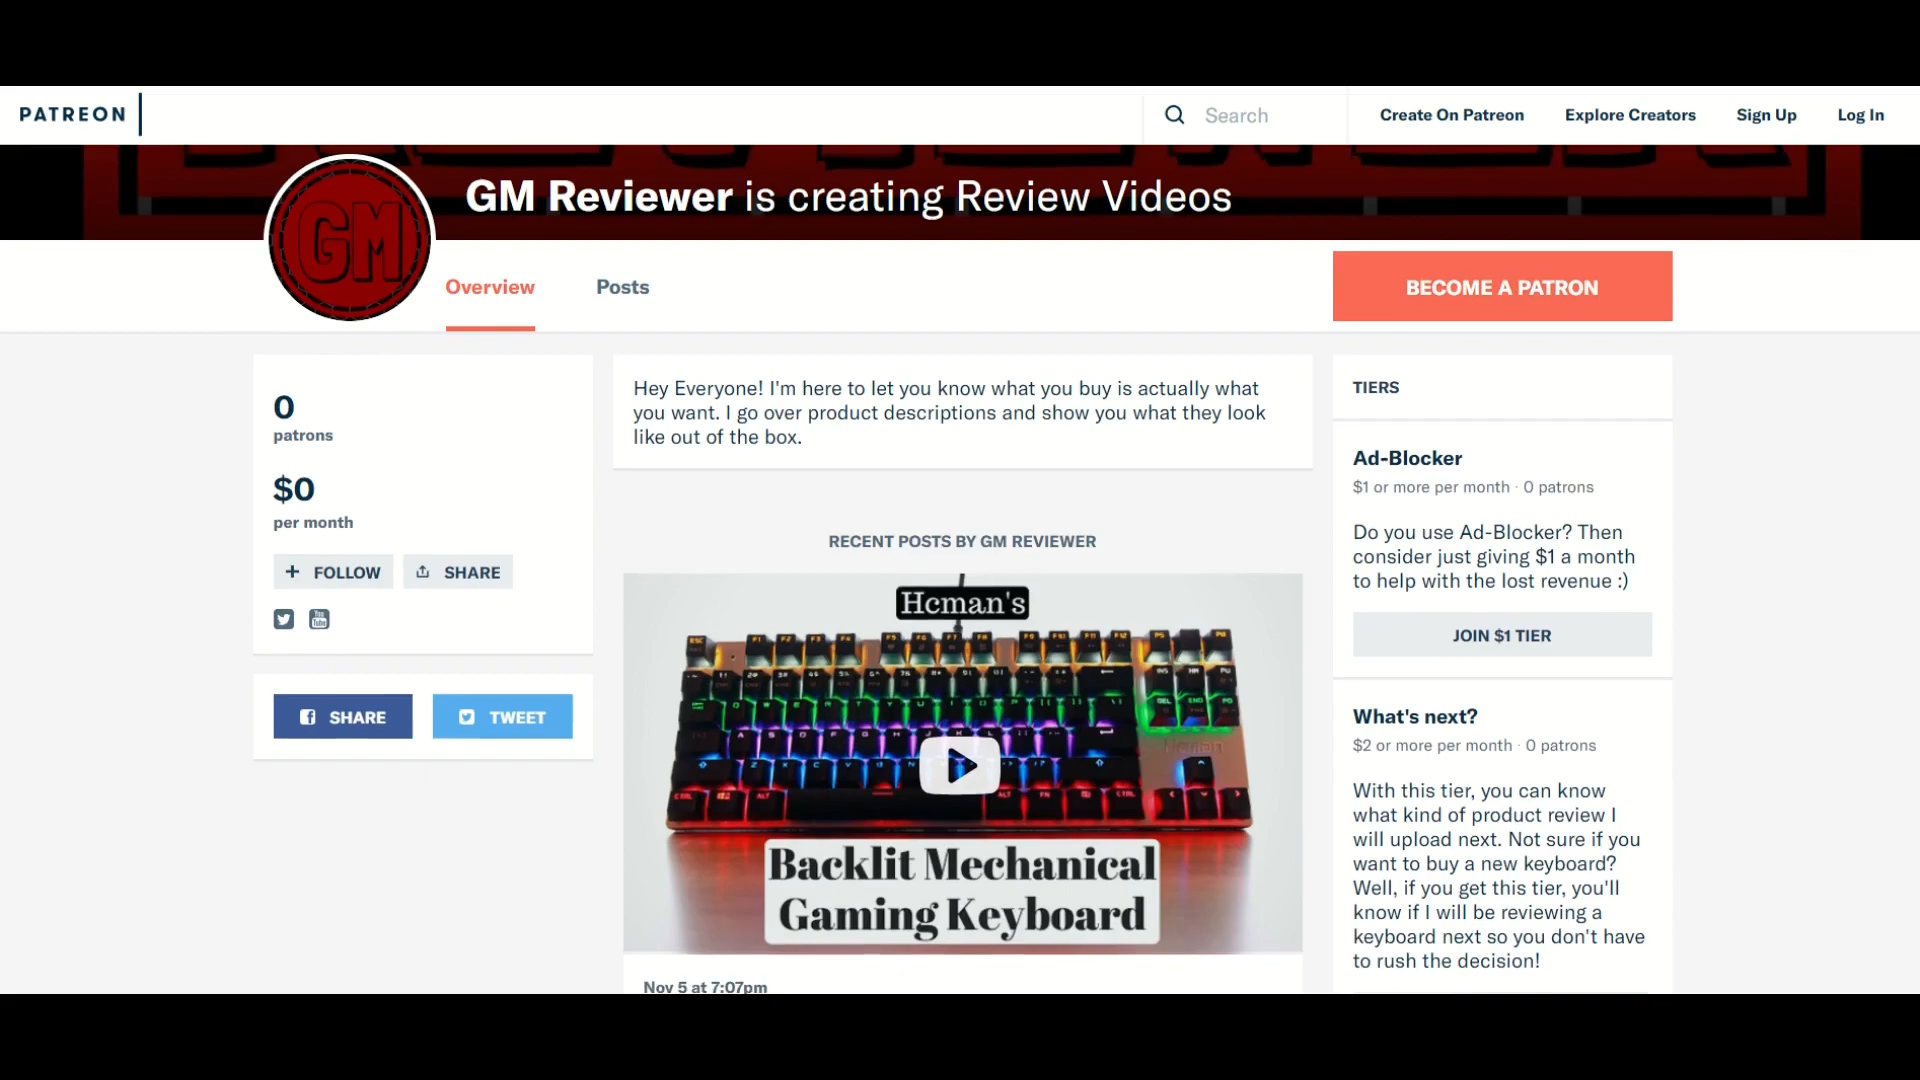 PATREON
Search
Create On Patreon
Explore Creators
Sign Up
Log In
GM Reviewer is creating Review Videos
GM
Overview
Posts
BECOME A PATRON
0
patrons
$0
per month
+ FOLLOW
SHARE
You Tube
SHARE
TWEET
Hey Everyone! I'm here to let you know what you buy is actually what
you want. I go over product descriptions and show you what they look
like out of the box.
RECENT POSTS BY GM REVIEWER
Hcman's
Backlit Mechanical
Gaming Keyboard
Nov 5 at 7:07pm
TIERS
Ad-Blocker
$1 or more per month · 0 patrons
Do you use Ad-Blocker? Then
consider just giving $1 a month
to help with the lost revenue :)
JOIN $1 TIER
What's next?
$2 or more per month · 0 patrons
With this tier, you can know
what kind of product review I
will upload next. Not sure if you
want to buy a new keyboard?
Well, if you get this tier, you'll
know if I will be reviewing a
keyboard next so you don't have
to rush the decision!